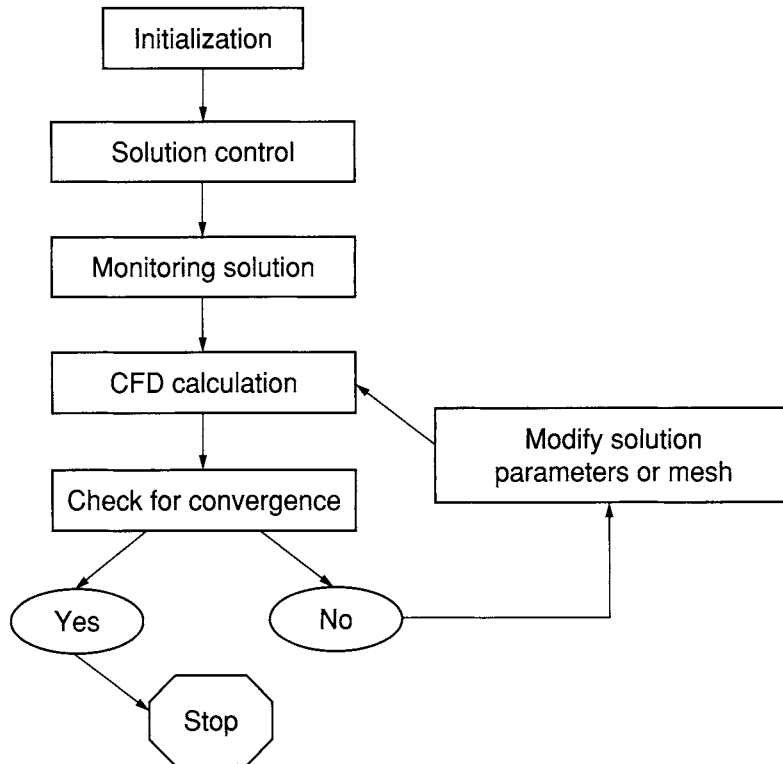 Initialization
Solution control
Monitoring solution
CFD calculation
Modify solution
parameters or mesh
Check for convergence
Yes
No
Stop